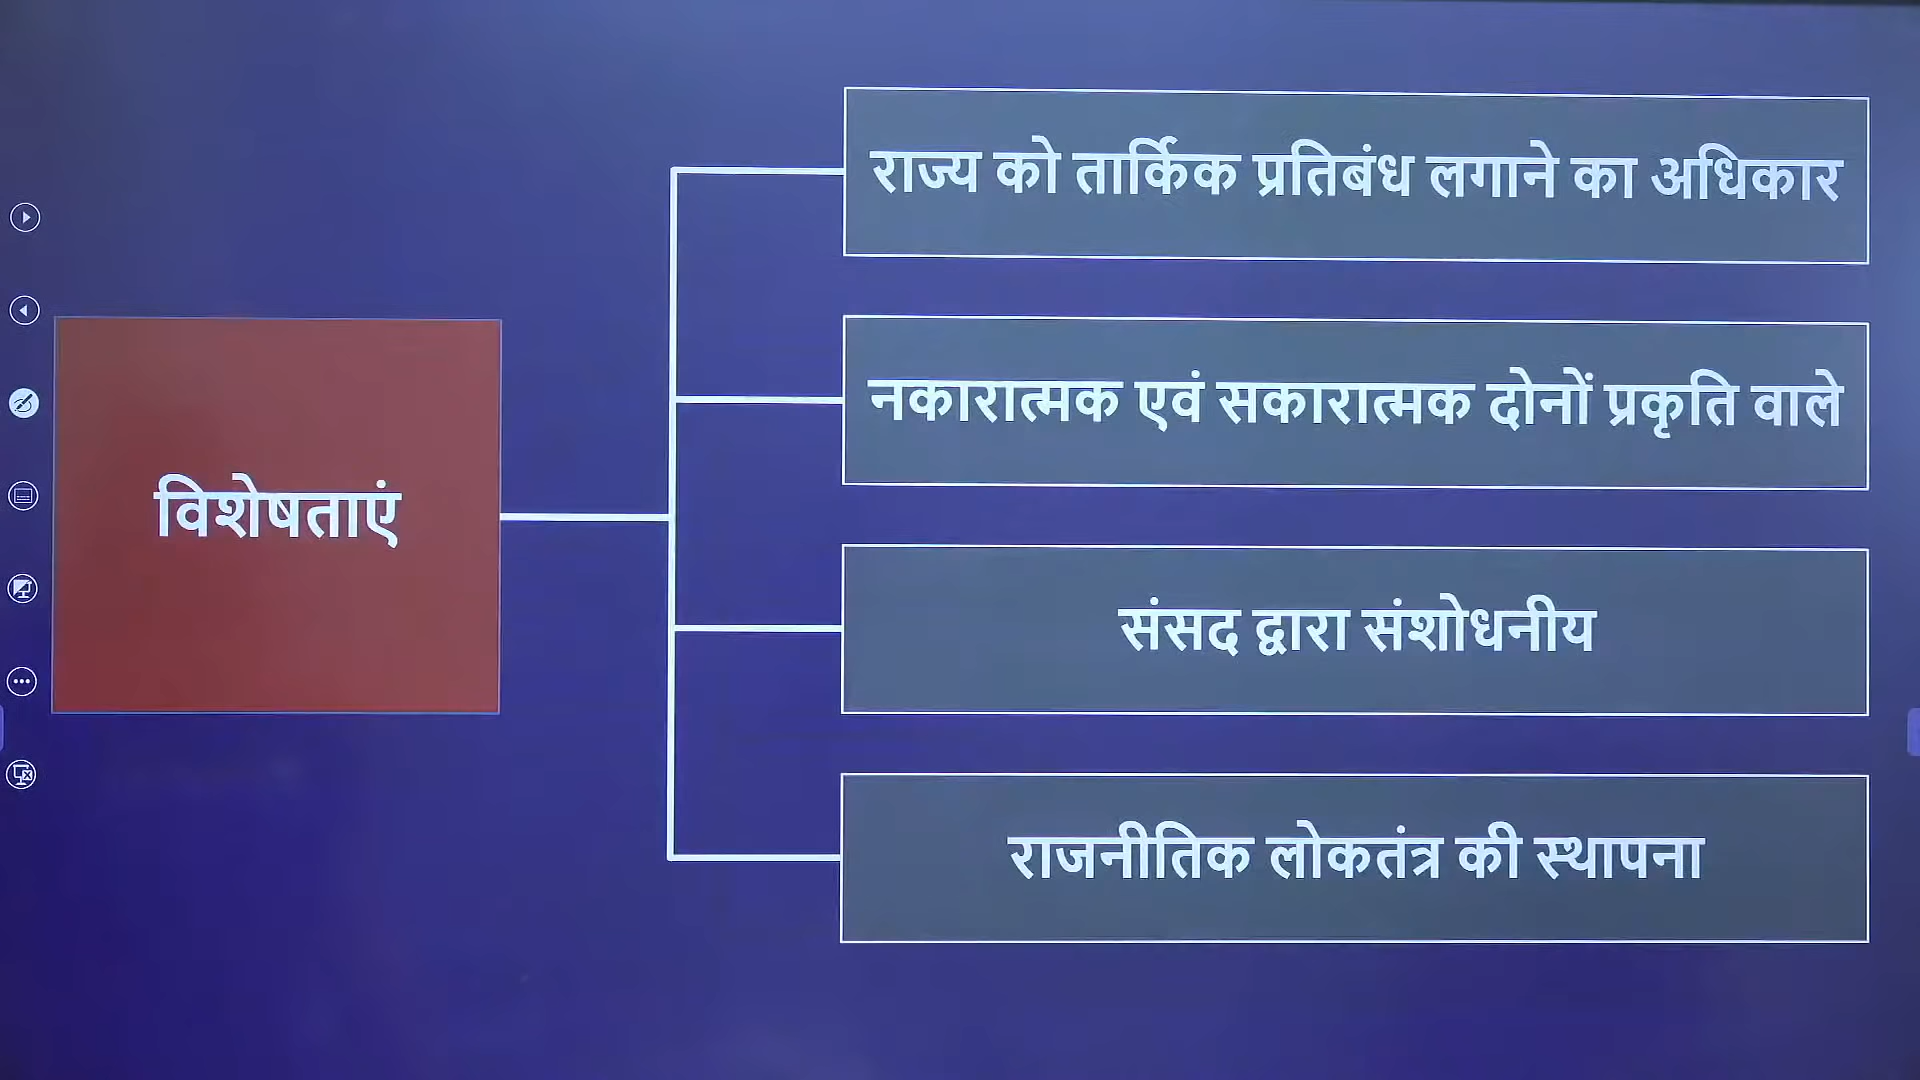 विशेषताएं
राज्य को तार्किक प्रतिबंध लगाने का अधिकार
नकारात्मक एवं सकारात्मक दोनों प्रकृति वाले
संसद द्वारा संशोधनीय
राजनीतिक लोकतंत्र की स्थापना